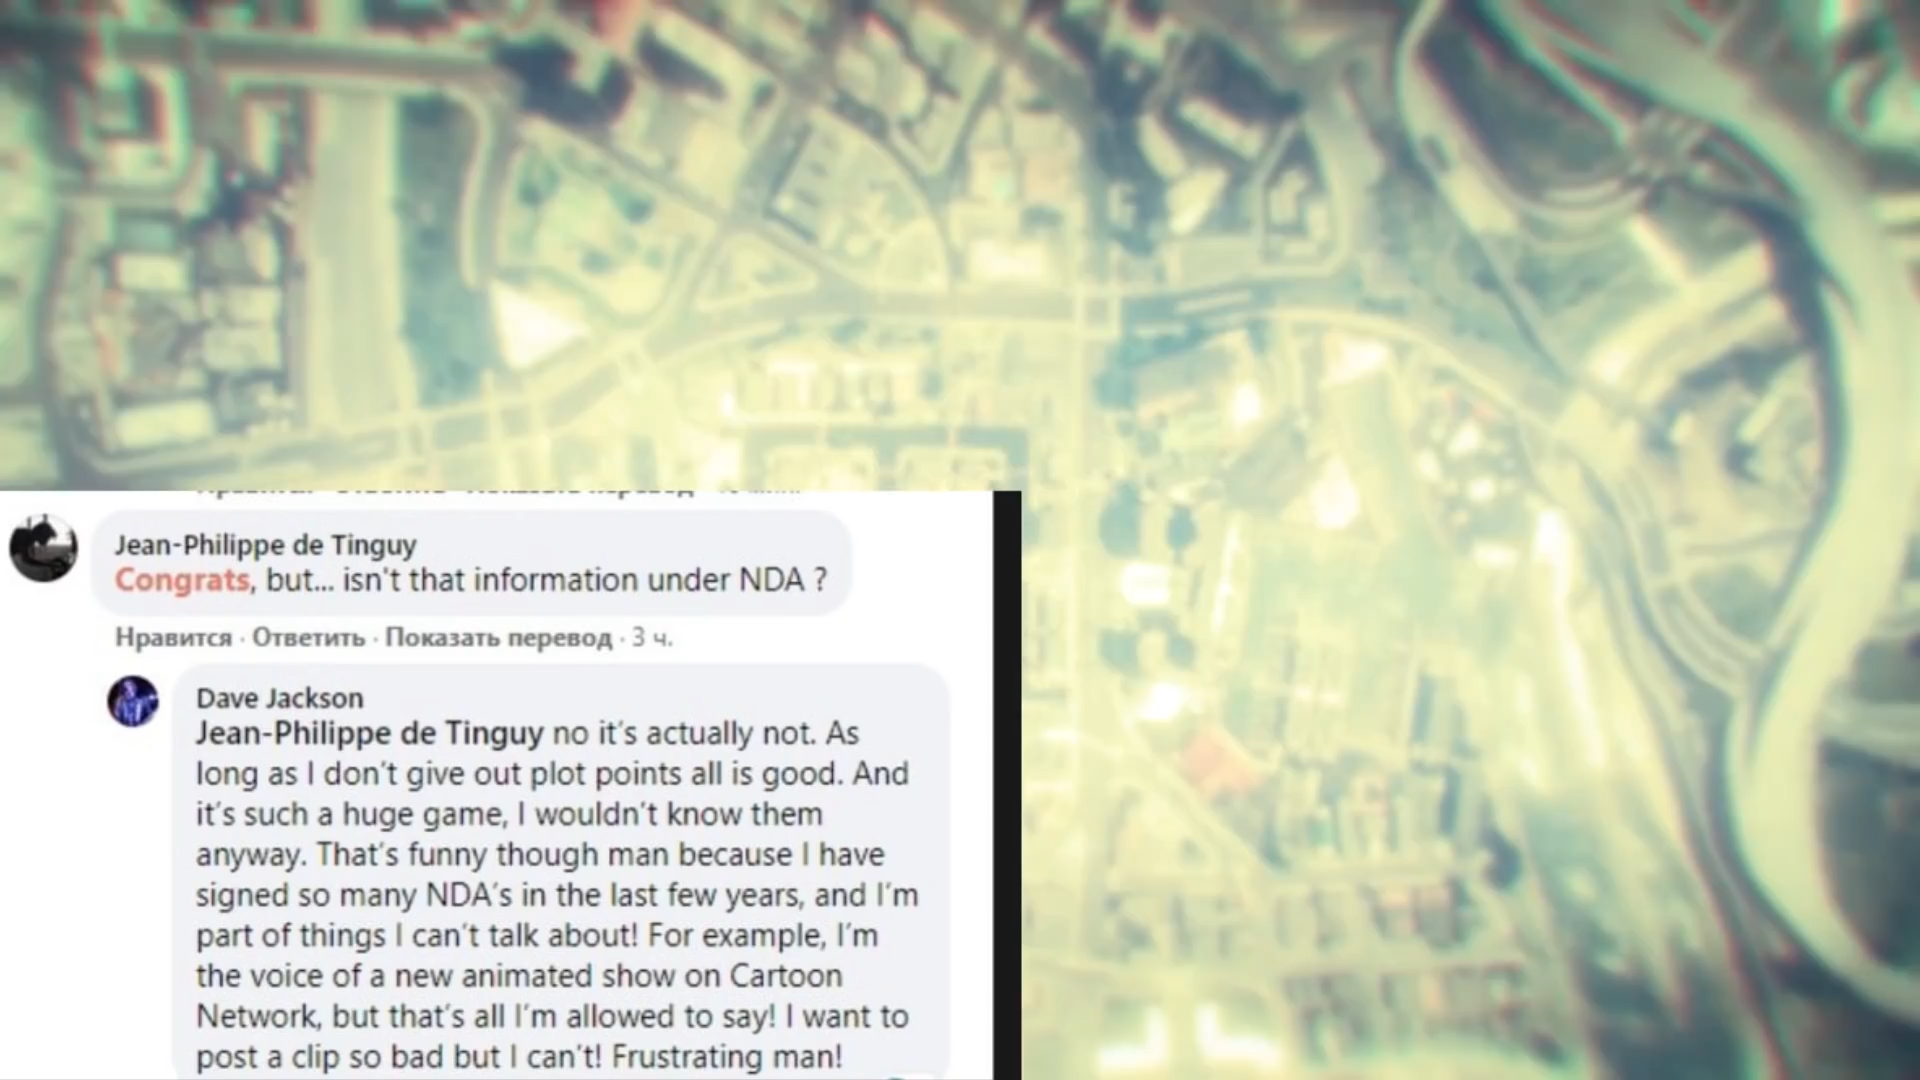 Jean-Philippe de Tinguy
Congrats, but... isn't that information under NDA ?
Нравится · Ответить · Показать перевод · 3 ч.
Dave Jackson
Jean-Philippe de Tinguy no it's actually not. As
long as I don't give out plot points all is good. And
it's such a huge game, I wouldn't know them
anyway. That's funny though man because I have
signed so many NDA's in the last few years, and I'm
part of things I can't talk about! For example, I'm
the voice of a new animated show on Cartoon
Network, but that's all I'm allowed to say! I want to
post a clip so bad but I can't! Frustrating man!